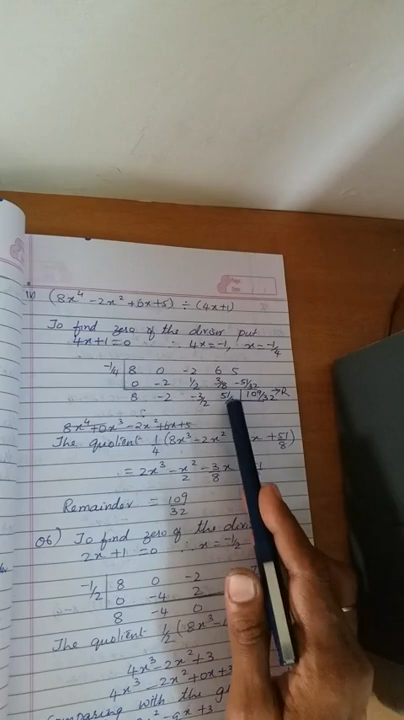 iv) (8x⁴ - 2x² + 6x + 5) ÷ (4x+1)
To find zero of the divisor put
4x+1 = 0 ∴ 4x = -1, x = -1/4
-1/4 | 8 0 -2 6 5
0 -2 1/2 3/8 -5/32
8 -2 -3/2 | 109/32 → R
8x⁴ + 0x³ - 2x² + 6x + 5
The quotient 1/4 (8x³ - 2x² x + 51/8)
= 2x³ - x²/2 - 3/8 x
Remainder = 109/32
06) To find zero of the
2x + 1 = 0 ∴ x = -1/2
-1/2 | 8 0 -2
0 -4 2
8 -4 0
The quotient 1/2 (8x³ -
4x³ - 2x² + 3
4x³ - 2x² + 0x + 3
Comparing with the